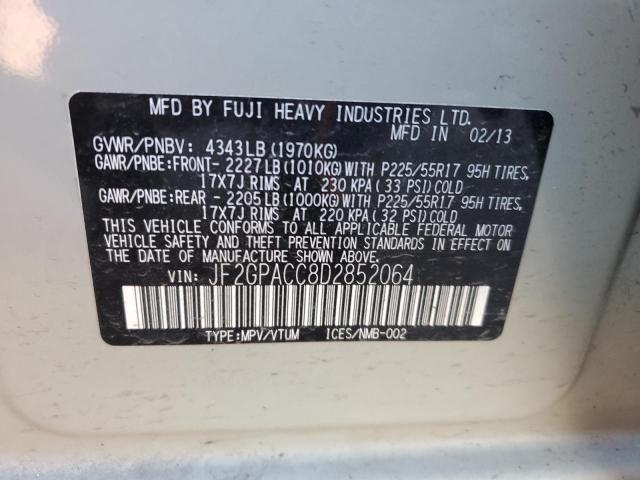 MFD BY FUJI HEAVY INDUSTRIES LTD.
MFD IN 02/13
GVWR/PNBV: 4343LB(1970KG)
GAWR/PNBE:FRONT- 2227LB(1010KG)WITH P225/55R17 95H TIRES,
17X7J RIMS AT 230 KPA(33 PSI)COLD
GAWR/PNBE:REAR - 2205LB(1000KG)WITH P225/55R17 95H TIRES,
17X7J RIMS AT 220 KPA(32 PSI)COLD
THIS VEHICLE CONFORMS TO ALL APPLICABLE FEDERAL MOTOR
VEHICLE SAFETY AND THEFT PREVENTION STANDARDS IN EFFECT ON
THE DATE OF MANUFACTURE SHOWN ABOVE.
VIN: JF2GPACC8D2852064
TYPE:MPV/VTUM ICES/NMB-002